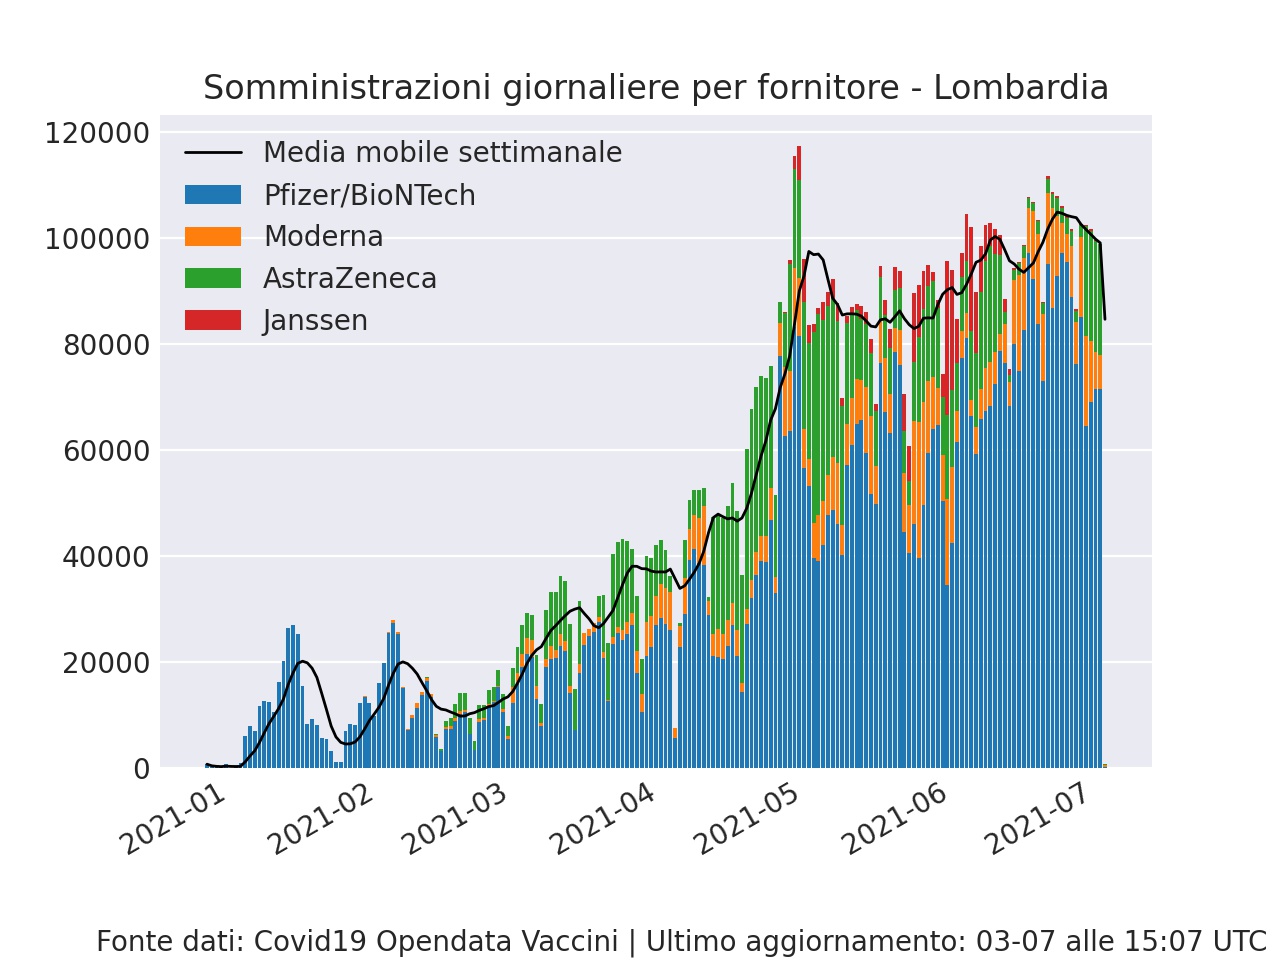 Somministrazioni giornaliere per fornitore - Lombardia
120000
100000
80000
60000
40000
20000
0
Media mobile settimanale
Pfizer/BioNTech
Moderna
AstraZeneca
Janssen
2021-01
2021-02
2021-03
2021-04
2021-05
2021-06
2021-07
Fonte dati: Covid19 Opendata Vaccini | Ultimo aggiornamento: 03-07 alle 15:07 UTC